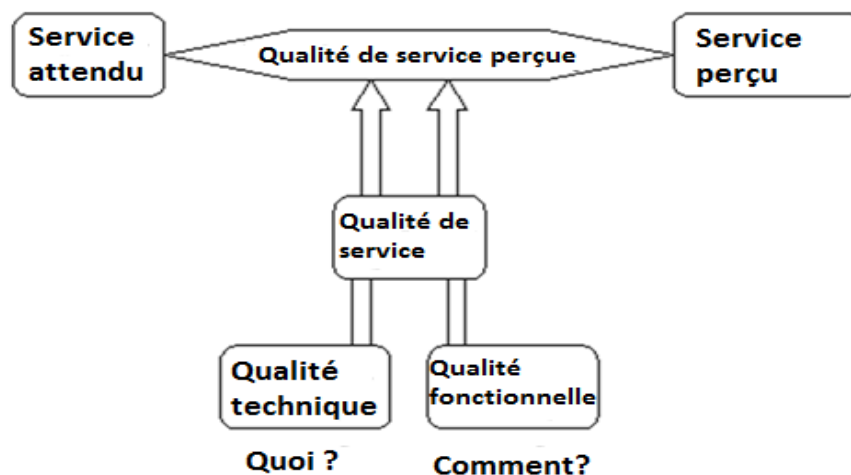 Service
attendu
Qualité de service perçue
Service
perçu
Qualité de
service
Qualité
technique
Qualité
fonctionnelle
Quoi ?
Comment?